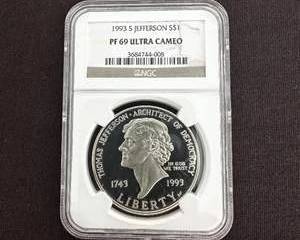 1993 S JEFFERSON S$1
PF 69 ULTRA CAMEO
3684744-008
NGC
THOMAS JEFFERSON · ARCHITECT OF DEMOCRACY
IN GOD
WE TRUST
1743 1993
LIBERTY